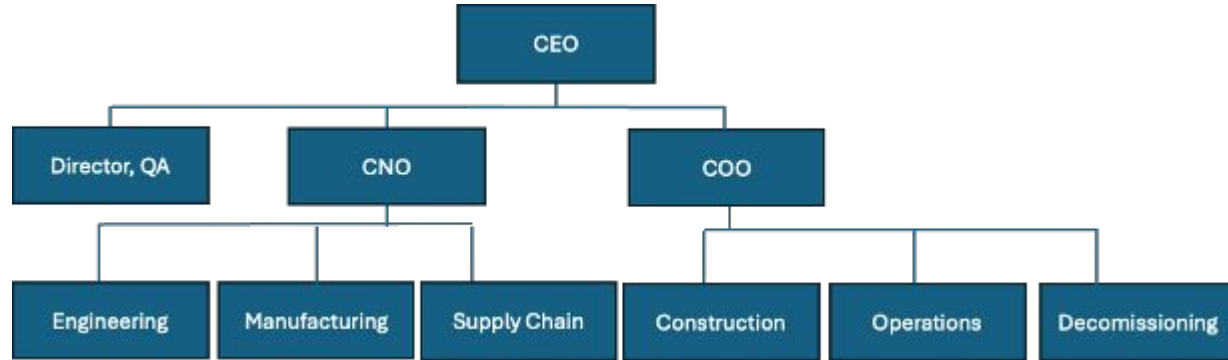 CEO
Director, QA
CNO
COO
Engineering
Manufacturing
Supply Chain
Construction
Operations
Decomissioning